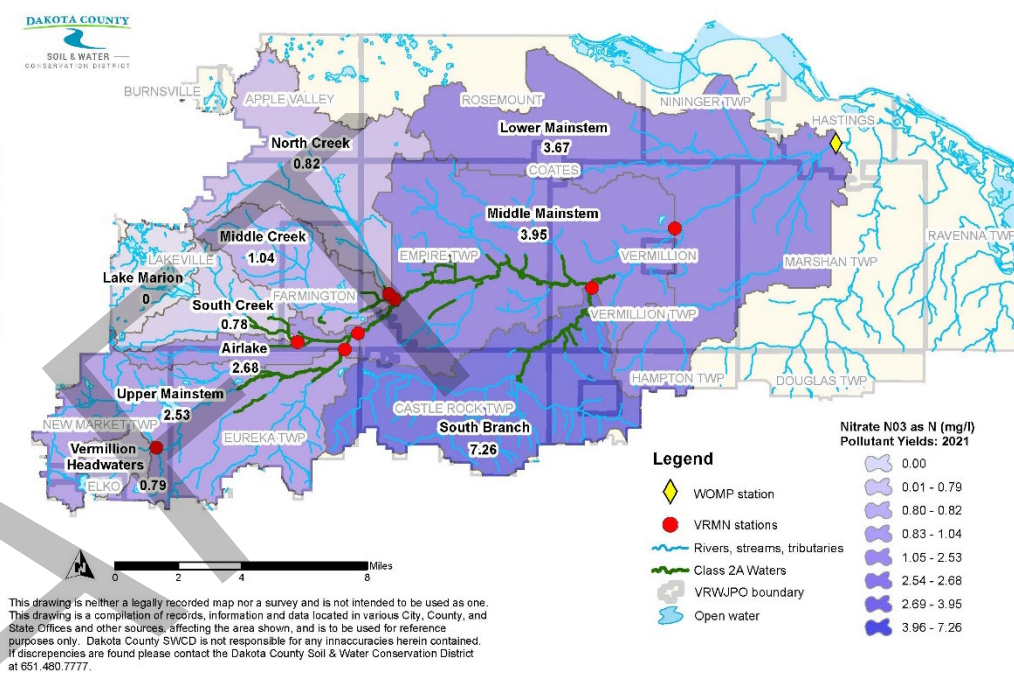 DAKOTA COUNTY
SOIL & WATER
CONSERVATION DISTRICT
BURNSVILLE
APPLE VALLEY
ROSEMOUNT
NININGER TWP
HASTINGS
Lower Mainstem
3.67
North Creek
0.82
COATES
Middle Mainstem
3.95
Middle Creek
1.04
LAKEVILLE
EMPIRE TWP
VERMILLION
RAVENNA TWP
MARSHAN TWP
Lake Marion
0
FARMINGTON
South Creek
0.78
VERMILLION TWP
Airlake
2.68
HAMPTON TWP
DOUGLAS TWP
Upper Mainstem
2.53
CASTLE ROCK TWP
NEW MARKET TWP
EUREKA TWP
South Branch
7.26
Vermillion
Headwaters
0.79
ELKO
Legend
WOMP station
VRMN stations
Rivers, streams, tributaries
Class 2A Waters
VRWJPO boundary
Open water
Nitrate N03 as N (mg/l)
Pollutant Yields: 2021
0.00
0.01 - 0.79
0.80 - 0.82
0.83 - 1.04
1.05 - 2.53
2.54 - 2.68
2.69 - 3.95
3.96 - 7.26
N
Miles
0 2 4 8
This drawing is neither a legally recorded map nor a survey and is not intended to be used as one.
This drawing is a compilation of records, information and data located in various City, County, and
State Offices and other sources, affecting the area shown, and is to be used for reference
purposes only. Dakota County SWCD is not responsible for any innaccuracies herein contained.
If discrepencies are found please contact the Dakota County Soil & Water Conservation District
at 651.480.7777.